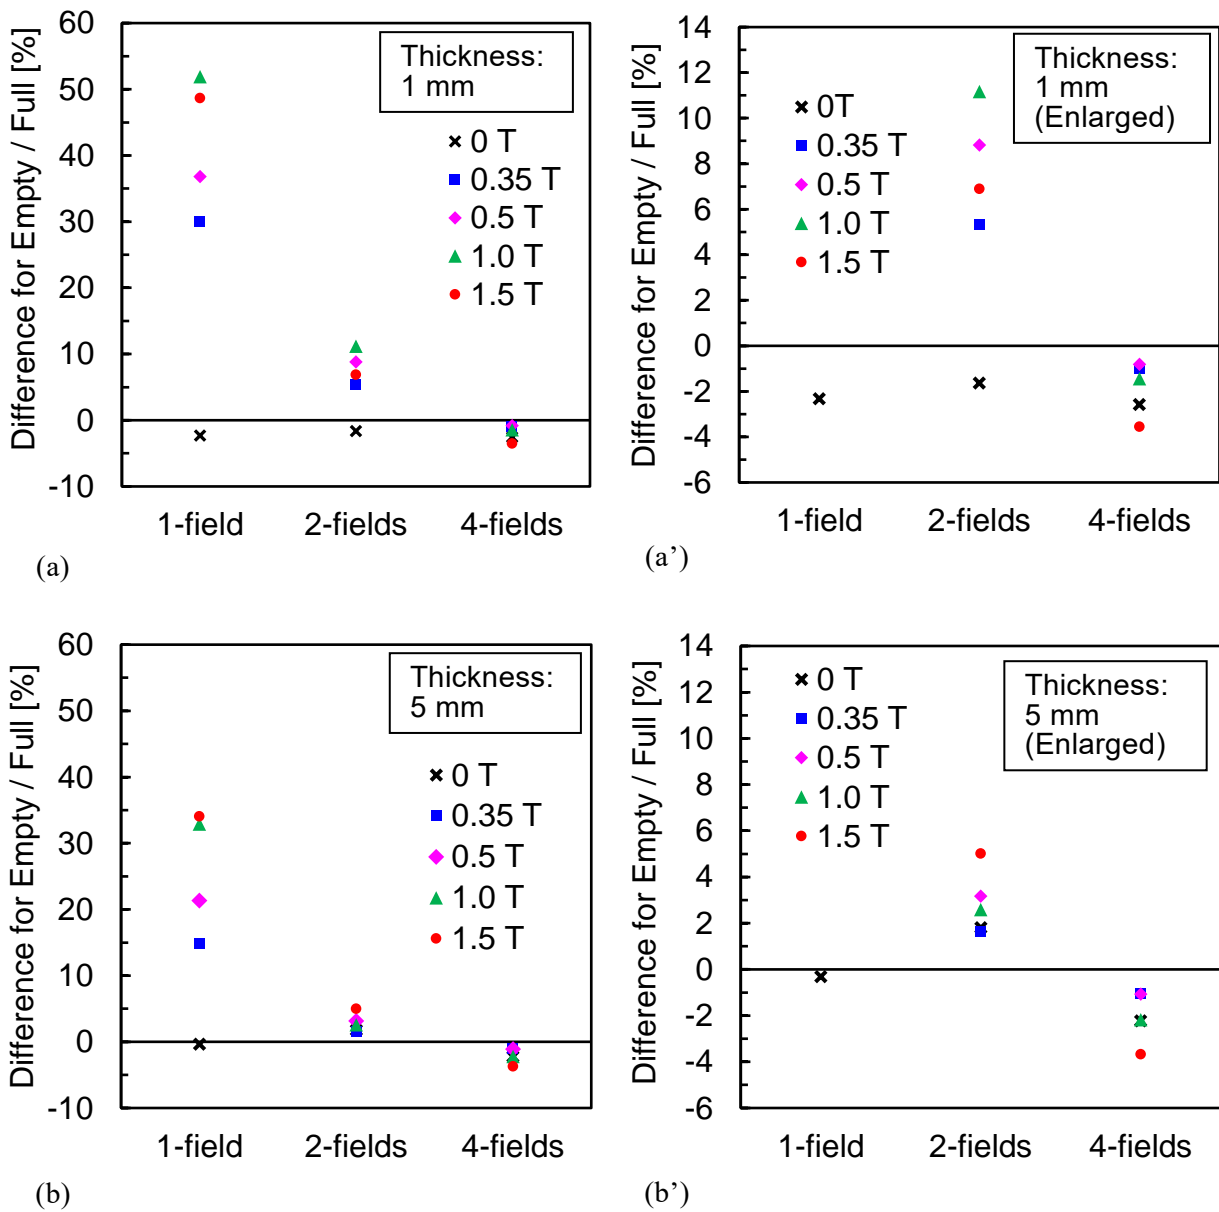 Difference for Empty / Full [%]
60
50
40
30
20
10
0
-10
Thickness:
1 mm
0 T
0.35 T
0.5 T
1.0 T
1.5 T
1-field 2-fields 4-fields
(a)
Difference for Empty / Full [%]
14
12
10
8
6
4
2
0
-2
-4
-6
Thickness:
1 mm
(Enlarged)
0T
0.35 T
0.5 T
1.0 T
1.5 T
1-field 2-fields 4-fields
(a’)
Difference for Empty / Full [%]
60
50
40
30
20
10
0
-10
Thickness:
5 mm
0 T
0.35 T
0.5 T
1.0 T
1.5 T
1-field 2-fields 4-fields
(b)
Difference for Empty / Full [%]
14
12
10
8
6
4
2
0
-2
-4
-6
Thickness:
5 mm
(Enlarged)
0 T
0.35 T
0.5 T
1.0 T
1.5 T
1-field 2-fields 4-fields
(b’)